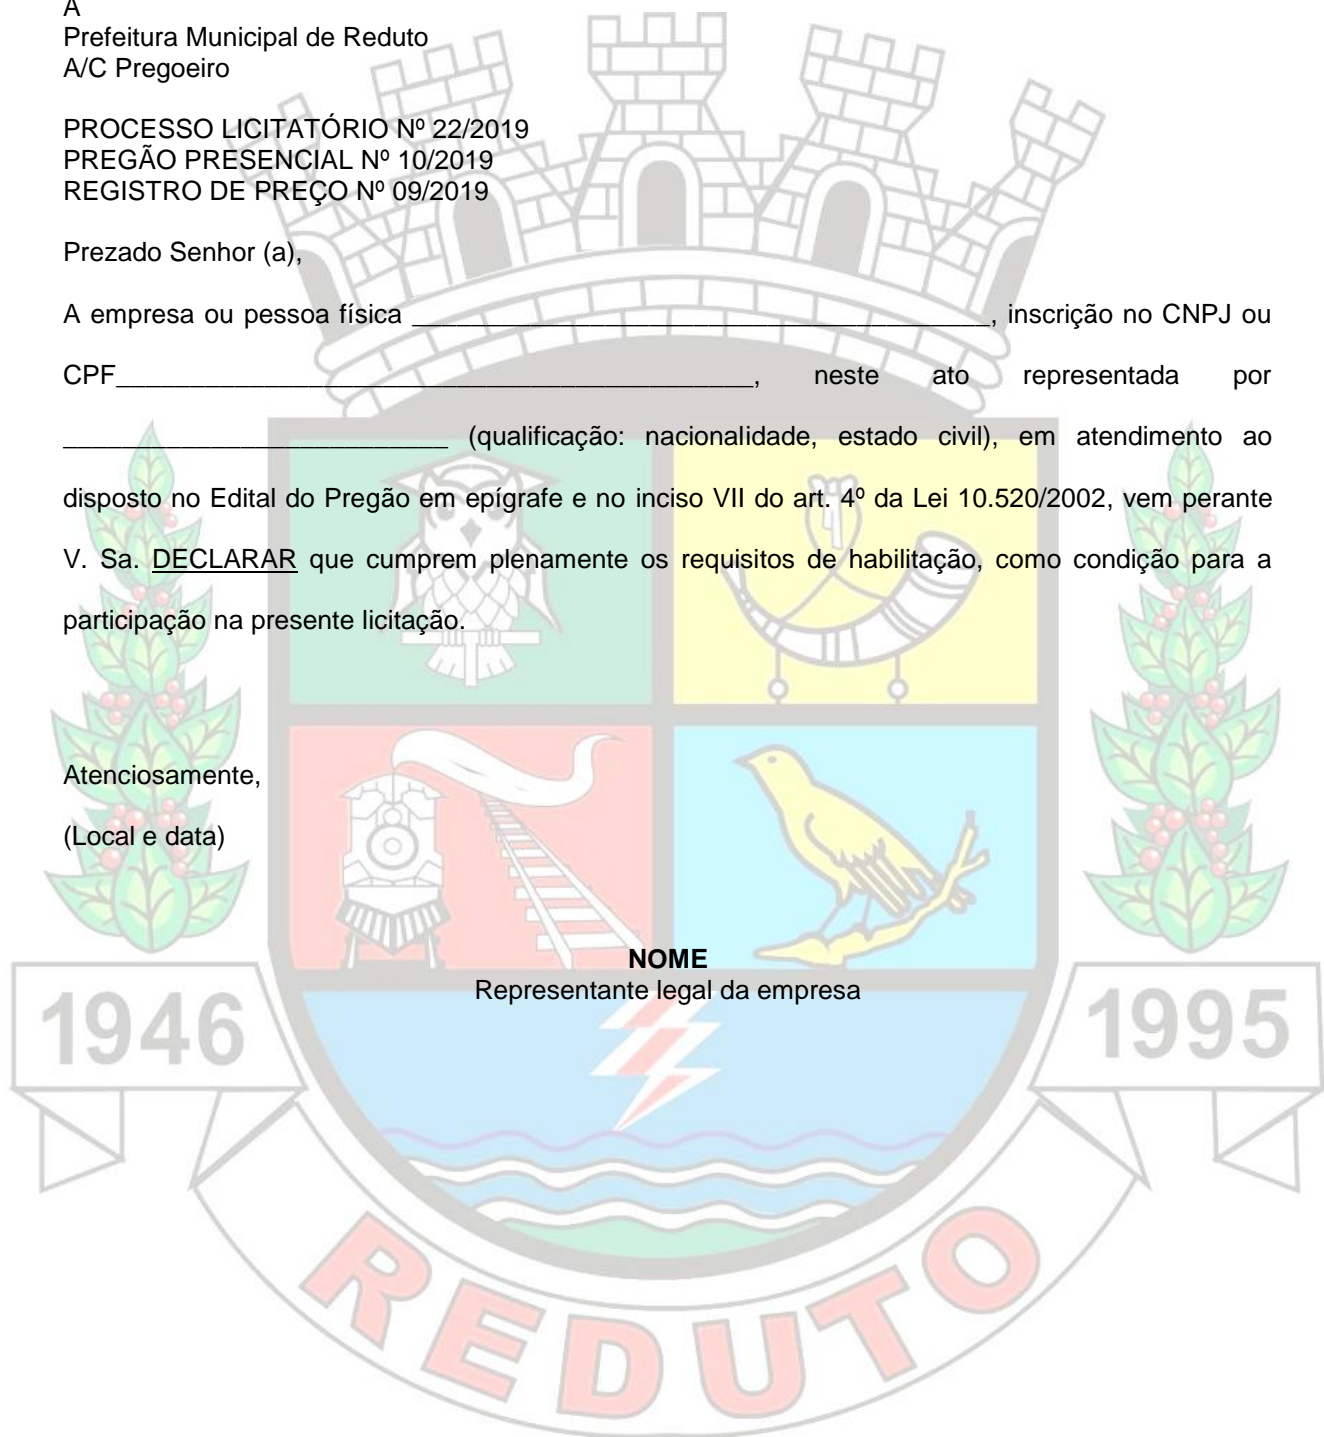 A
Prefeitura Municipal de Reduto
A/C Pregoeiro
PROCESSO LICITATÓRIO Nº 22/2019
PREGÃO PRESENCIAL Nº 10/2019
REGISTRO DE PREÇO Nº 09/2019
Prezado Senhor (a),
A empresa ou pessoa física _______________________________________, inscrição no CNPJ ou
CPF___________________________________________, neste ato representada por
__________________________ (qualificação: nacionalidade, estado civil), em atendimento ao
disposto no Edital do Pregão em epígrafe e no inciso VII do art. 4º da Lei 10.520/2002, vem perante
V. Sa. DECLARAR que cumprem plenamente os requisitos de habilitação, como condição para a
participação na presente licitação.
Atenciosamente,
(Local e data)
NOME
Representante legal da empresa
1946
1995
REDUTO